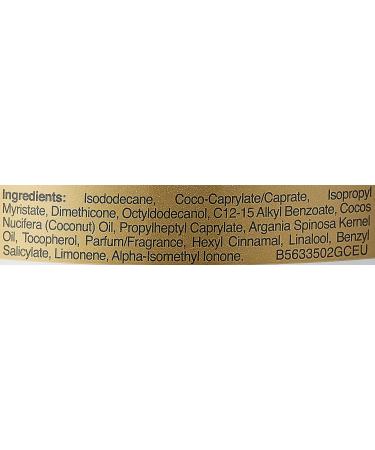 Ingredients: Isododecane, Coco-Caprylate/Caprate, Isopropyl
Myristate, Dimethicone, Octyldodecanol, C12-15 Alkyl Benzoate, Cocos
Nucifera (Coconut) Oil, Propylheptyl Caprylate, Argania Spinosa Kernel
Oil, Tocopherol, Parfum/Fragrance, Hexyl Cinnamal, Linalool, Benzyl
Salicylate, Limonene, Alpha-Isomethyl Ionone. B5633502GCEU